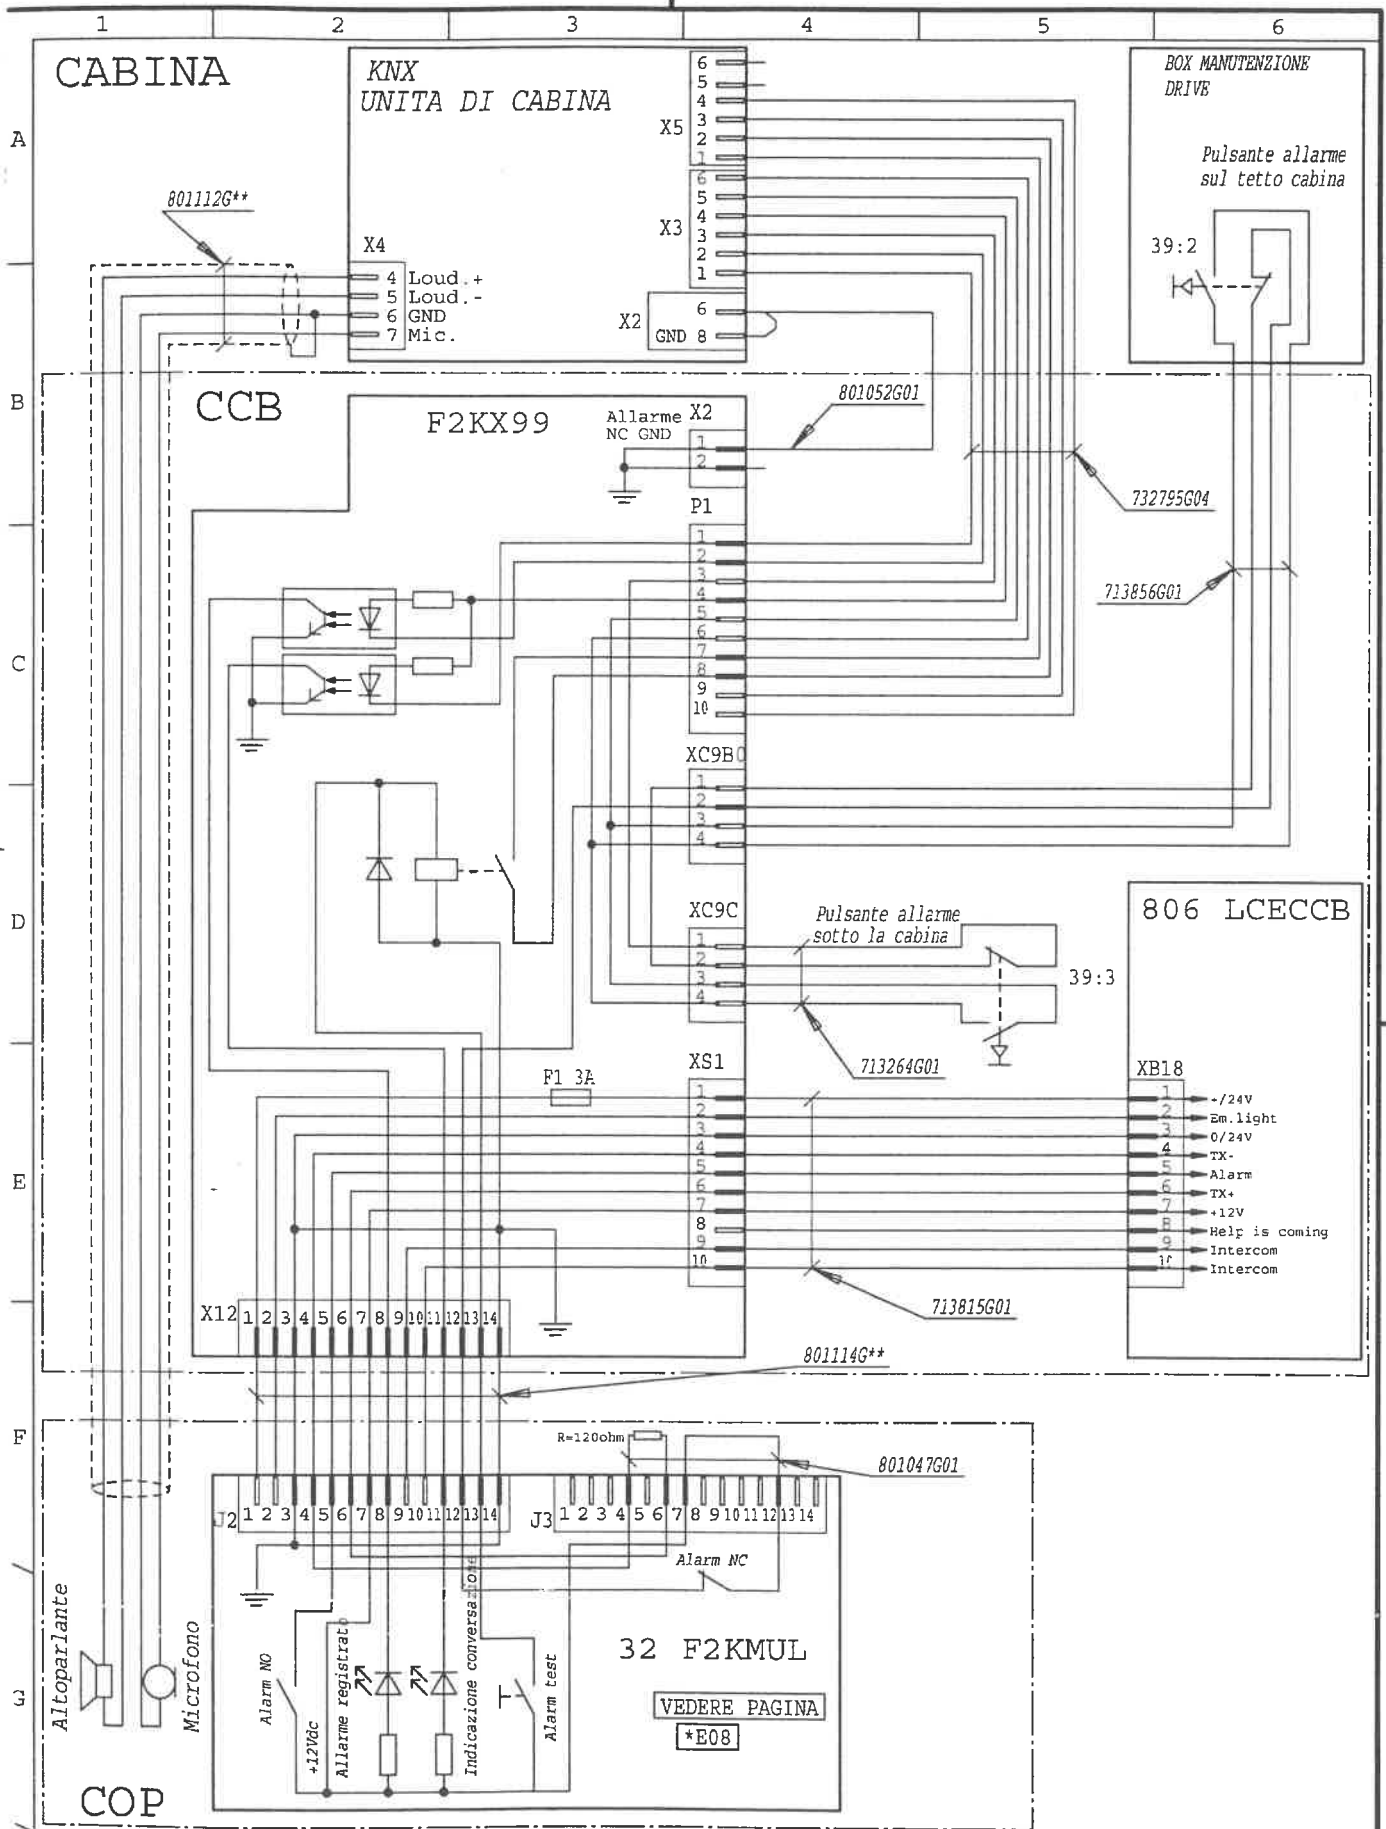 1 2 3 4 5 6
CABINA
KNX
UNITA DI CABINA
X5
6
5
4
3
2
1
X3
6
5
4
3
2
1
X2
6
GND 8
801112G**
X4
4 Loud.+
5 Loud.-
6 GND
7 Mic.
BOX MANUTENZIONE
DRIVE
Pulsante allarme
sul tetto cabina
39:2
A
B
C
D
E
F
G
CCB
F2KX99
Allarme
NC GND
X2
1
2
801052G01
732795G04
713856G01
P1
1
2
3
4
5
6
7
8
9
10
XC9B0
1
2
3
4
XC9C
1
2
3
4
Pulsante allarme
sotto la cabina
39:3
713264G01
806 LCECCB
F1 3A
XS1
1
2
3
4
5
6
7
8
9
10
XB18
1 +/24V
2 Em.light
3 0/24V
4 TX-
5 Alarm
6 TX+
7 +12V
8 Help is coming
9 Intercom
10 Intercom
713815G01
X12 1 2 3 4 5 6 7 8 9 10 11 12 13 14
801114G**
R=120ohm
801047G01
J2 1 2 3 4 5 6 7 8 9 10 11 12 13 14
J3 1 2 3 4 5 6 7 8 9 10 11 12 13 14
Alarm NC
Altoparlante
Microfono
Alarm NO
+12Vdc
Allarme registrato
Indicazione conversazione
Alarm test
32 F2KMUL
VEDERE PAGINA
*E08
COP